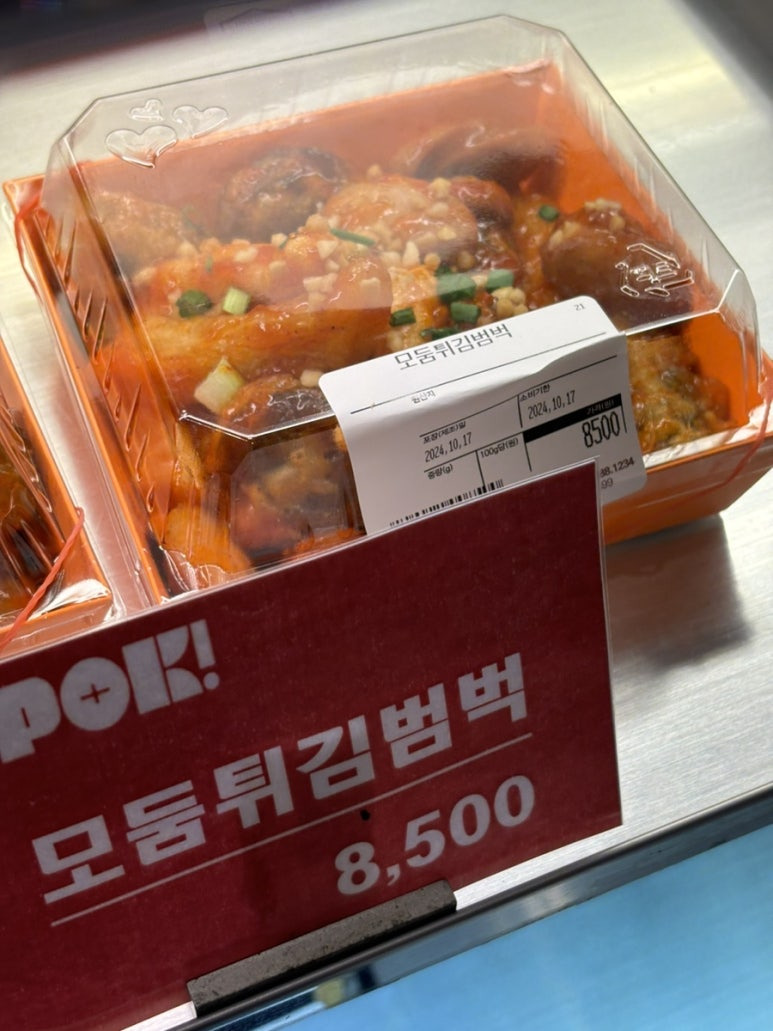 모둠튀김범벅
21
원산지
포장(제조)일
소비기한
2024.10.17
2024.10.17
중량(g)
100g당(원)
가격(원)
8500
POK!
모둠튀김범벅
8,500